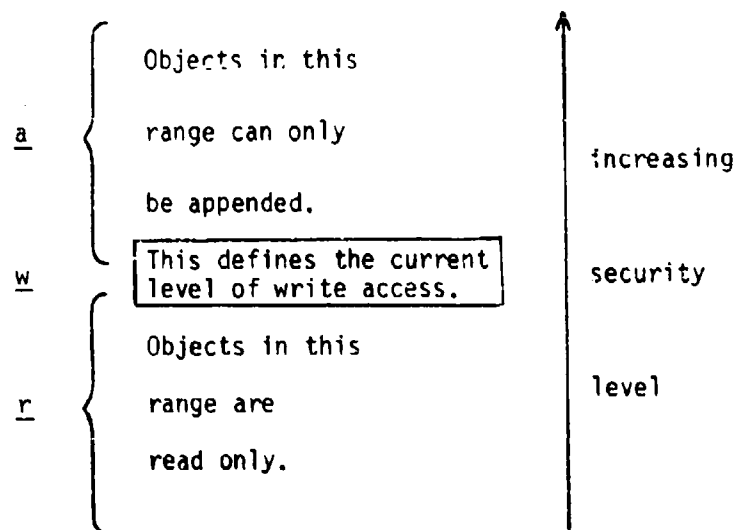 Objects in this
a
range can only
increasing
be appended.
w
This defines the current
level of write access.
security
Objects in this
level
r
range are
read only.